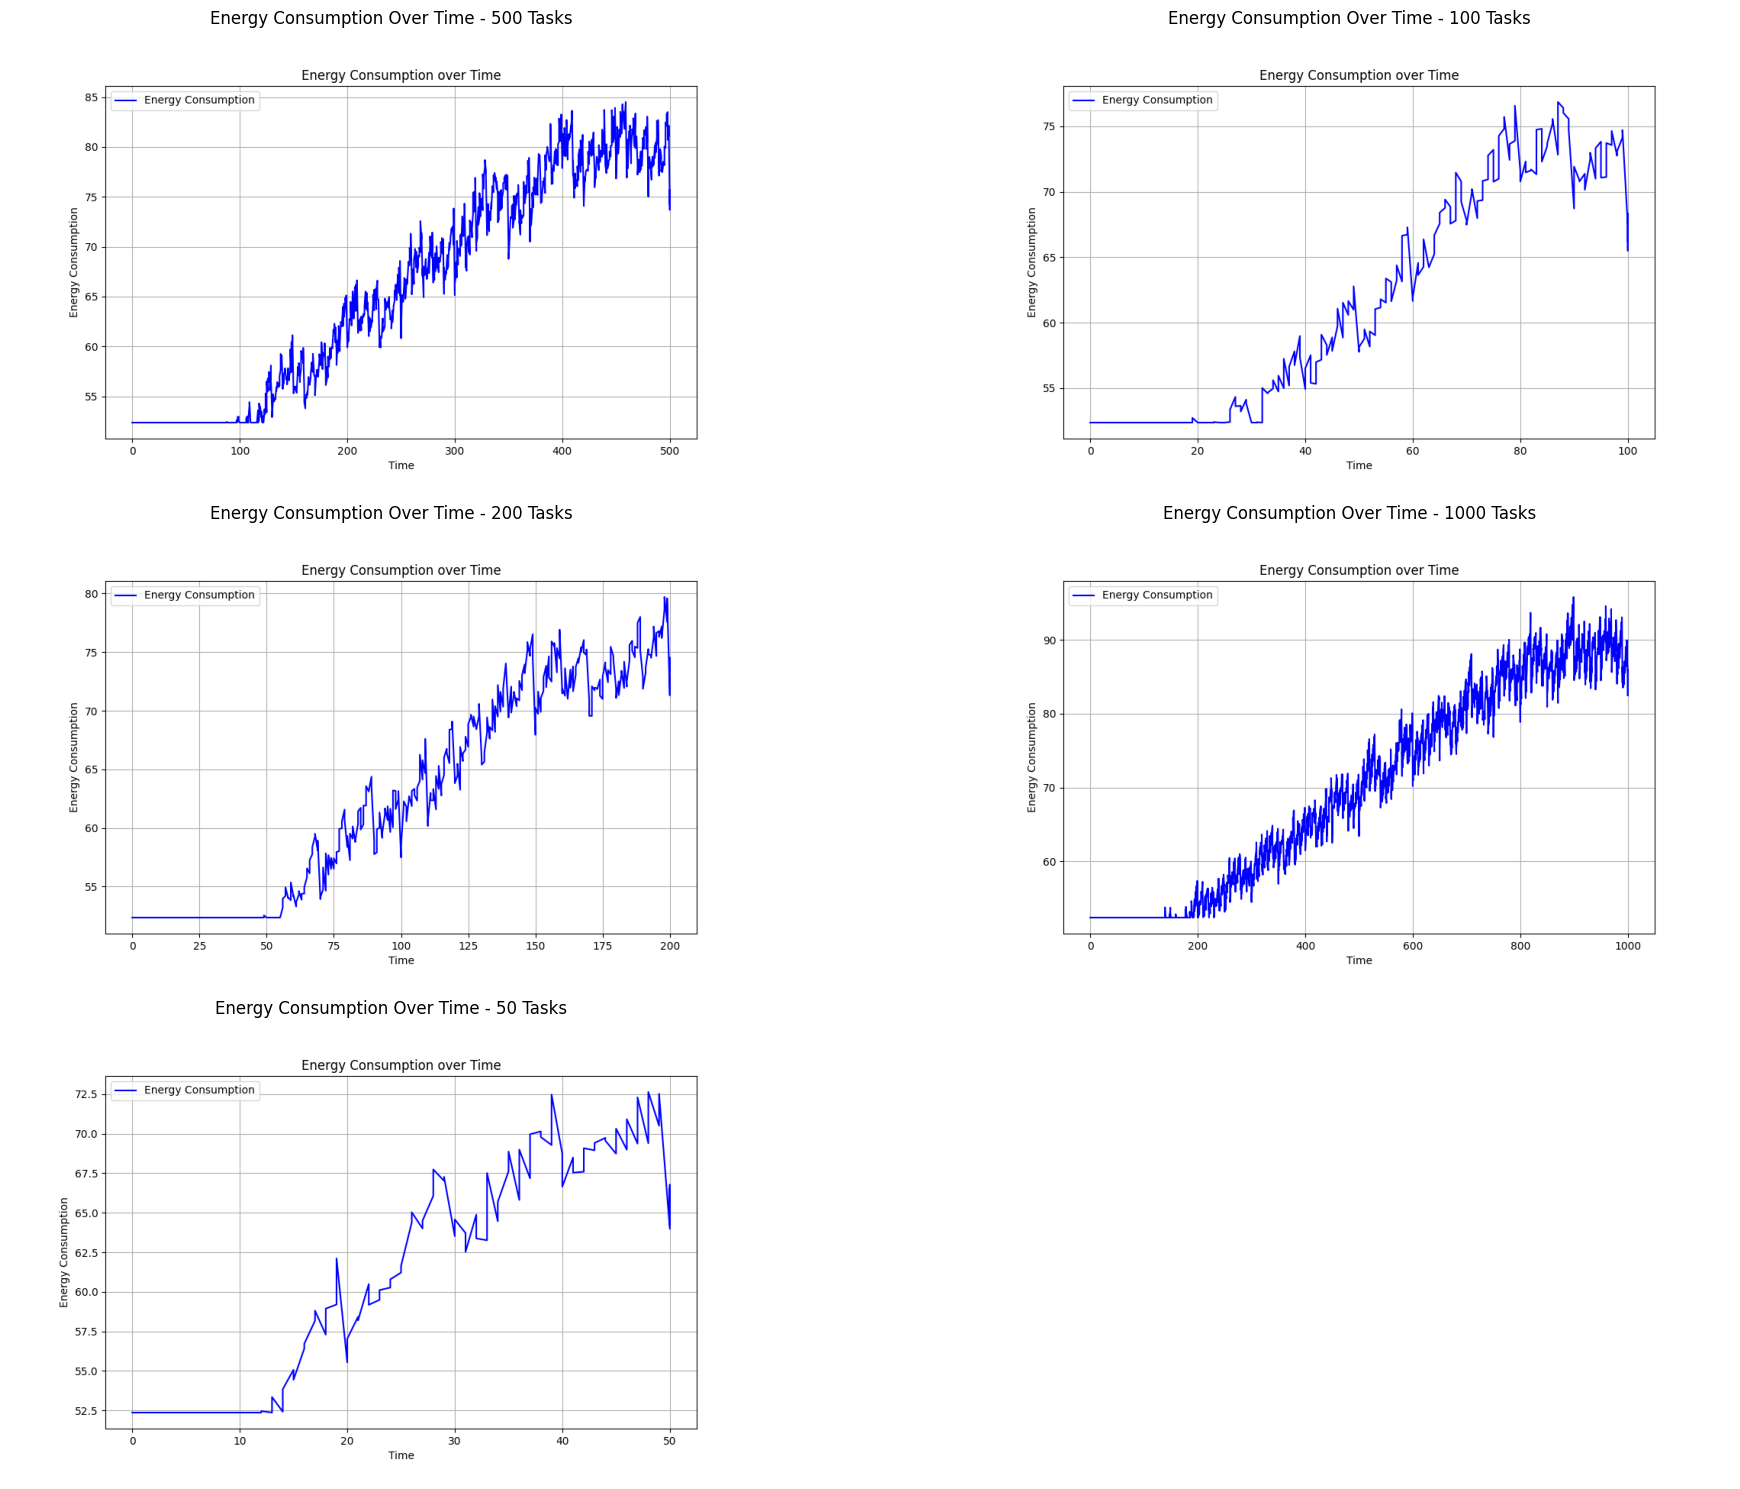 Energy Consumption Over Time - 500 Tasks
Energy Consumption over Time
Energy Consumption
85
80
75
70
65
60
55
Energy Consumption
0 100 200 300 400 500
Time
Energy Consumption Over Time - 100 Tasks
Energy Consumption over Time
Energy Consumption
75
70
65
60
55
Energy Consumption
0 20 40 60 80 100
Time
Energy Consumption Over Time - 200 Tasks
Energy Consumption over Time
Energy Consumption
80
75
70
65
60
55
Energy Consumption
0 25 50 75 100 125 150 175 200
Time
Energy Consumption Over Time - 1000 Tasks
Energy Consumption over Time
Energy Consumption
90
80
70
60
Energy Consumption
0 200 400 600 800 1000
Time
Energy Consumption Over Time - 50 Tasks
Energy Consumption over Time
Energy Consumption
72.5
70.0
67.5
65.0
62.5
60.0
57.5
55.0
52.5
Energy Consumption
0 10 20 30 40 50
Time